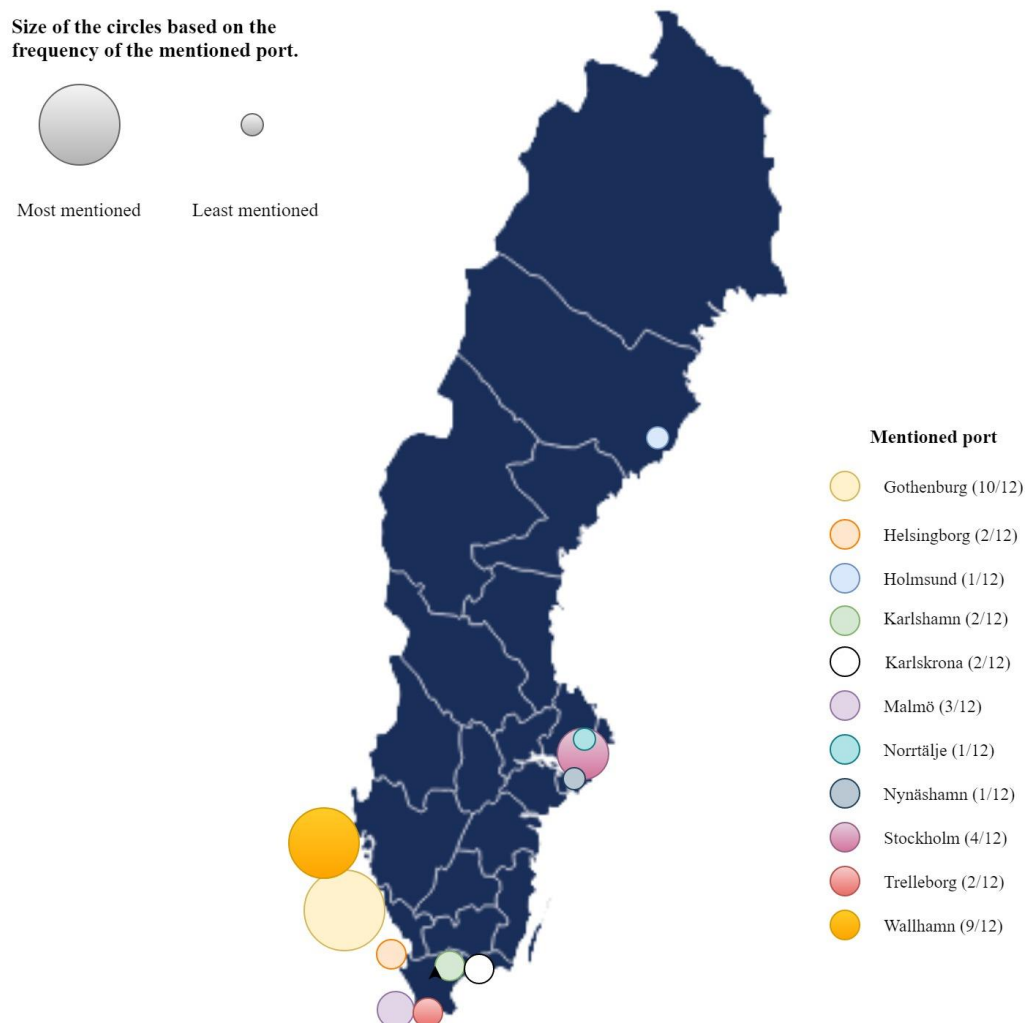 Size of the circles based on the
frequency of the mentioned port.
Most mentioned
Least mentioned
Mentioned port
Gothenburg (10/12)
Helsingborg (2/12)
Holmsund (1/12)
Karlshamn (2/12)
Karlskrona (2/12)
Malmö (3/12)
Norrtälje (1/12)
Nynäshamn (1/12)
Stockholm (4/12)
Trelleborg (2/12)
Wallhamn (9/12)